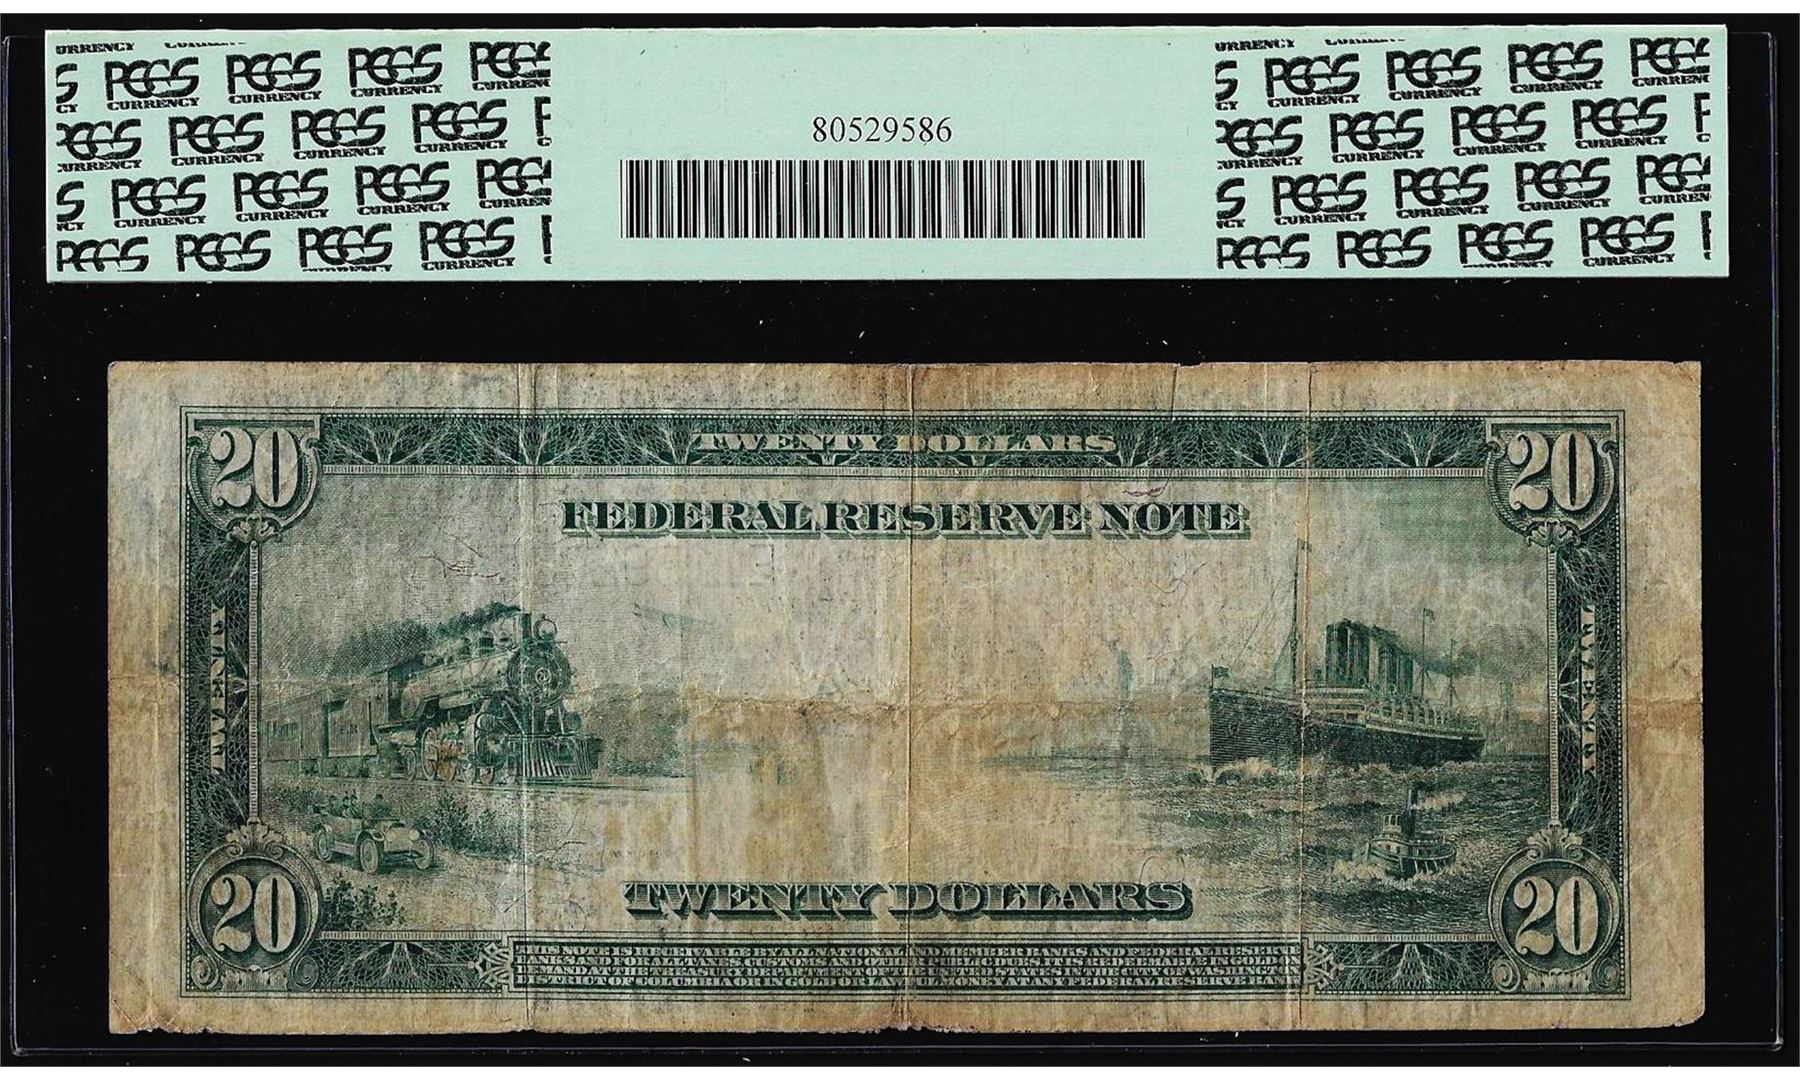 PCGS CURRENCY
80529586
TWENTY DOLLARS
20 20
FEDERAL RESERVE NOTE
TWENTY TWENTY
TWENTY DOLLARS
20 20
THIS NOTE IS RECEIVABLE BY ALL NATIONAL AND MEMBER BANKS AND FEDERAL RESERVE
BANKS AND FOR ALL TAXES, CUSTOMS AND OTHER PUBLIC DUES. IT IS REDEEMABLE IN GOLD ON
DEMAND AT THE TREASURY DEPARTMENT OF THE UNITED STATES IN THE CITY OF WASHINGTON
DISTRICT OF COLUMBIA OR IN GOLD OR LAWFUL MONEY AT ANY FEDERAL RESERVE BANK